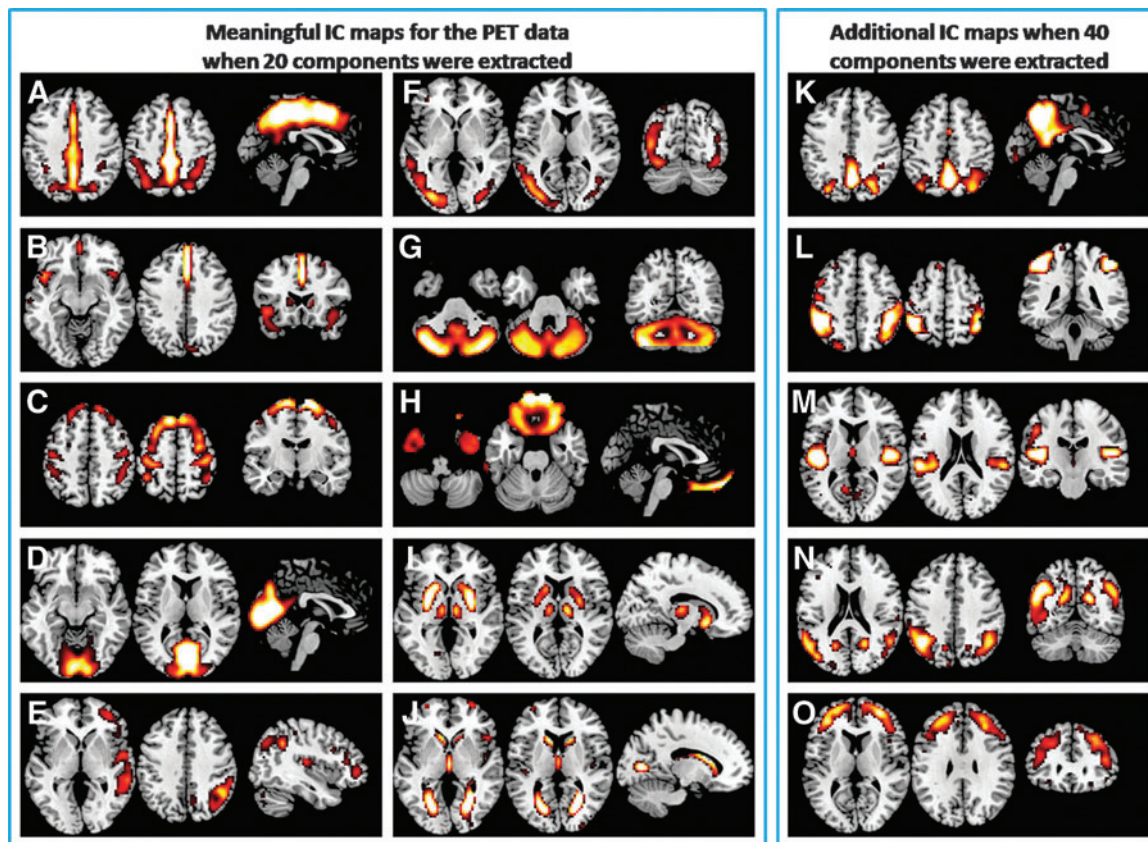 Meaningful IC maps for the PET data
when 20 components were extracted
Additional IC maps when 40
components were extracted
A
F
K
B
G
L
C
H
M
D
I
N
E
J
O